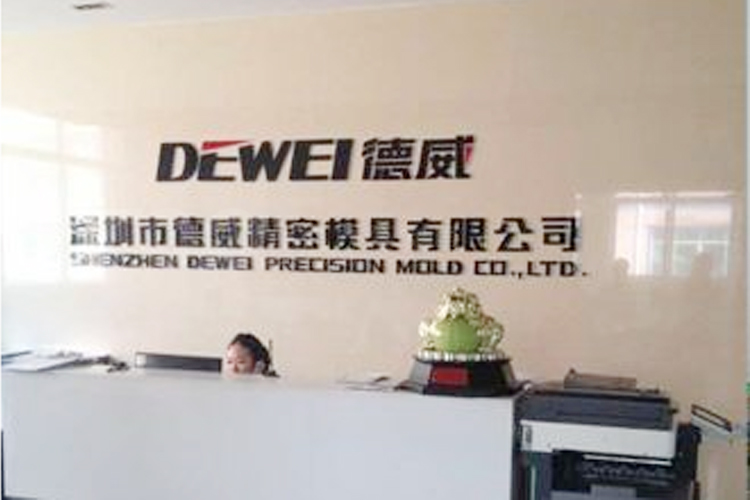 DEWEI 德威
深圳市德威精密模具有限公司
SHENZHEN DEWEI PRECISION MOLD CO.,LTD.